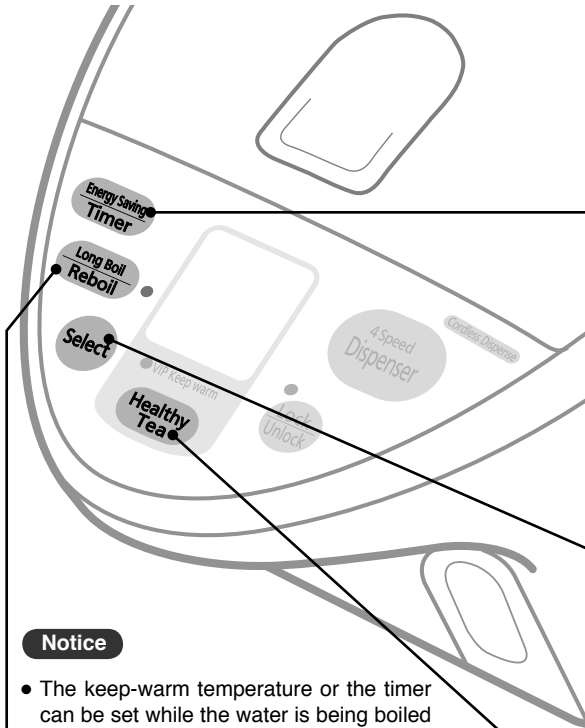 Energy Saving
Timer
Long Boil
Reboil
Select
VIP Keep warm
Healthy
Tea
4 Speed
Dispenser
Cordless Dispense
Lock
Unlock
Notice
● The keep-warm temperature or the timer
can be set while the water is being boiled